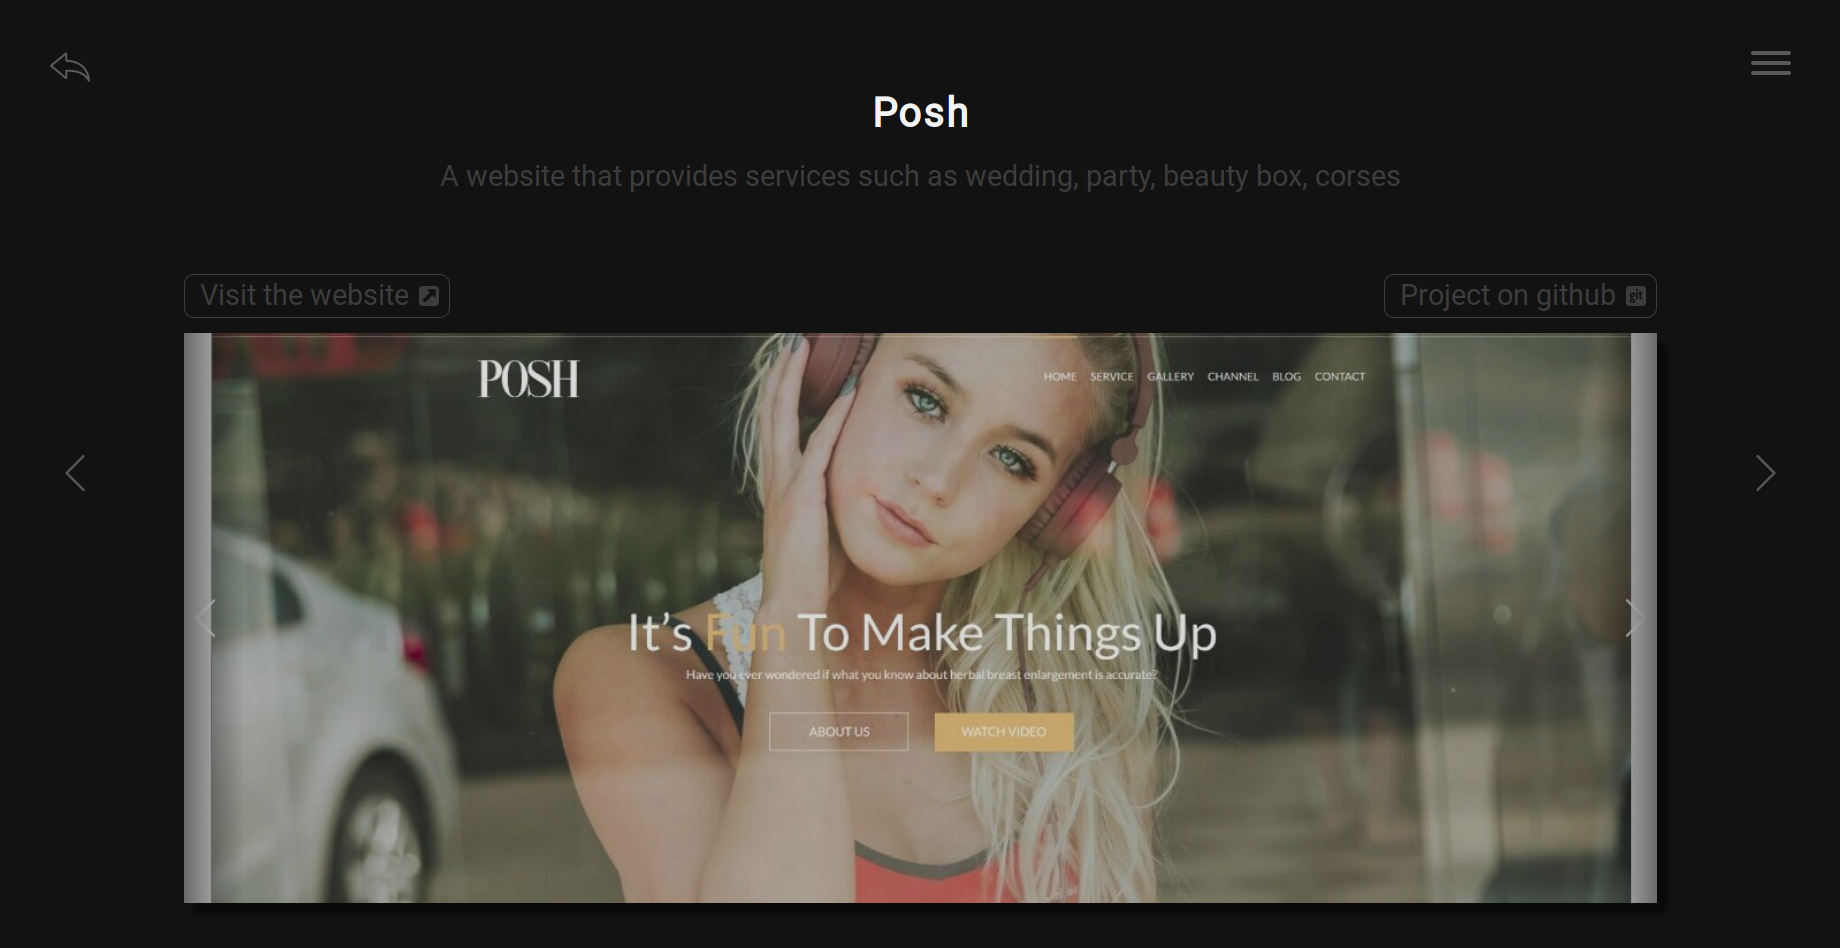 Posh
A website that provides services such as wedding, party, beauty box, corses
Visit the website
Project on github git
POSH
HOME SERVICE GALLERY CHANNEL BLOG CONTACT
It's Fun To Make Things Up
Have you ever wondered if what you know about herbal breast enlargement is accurate?
ABOUT US
WATCH VIDEO